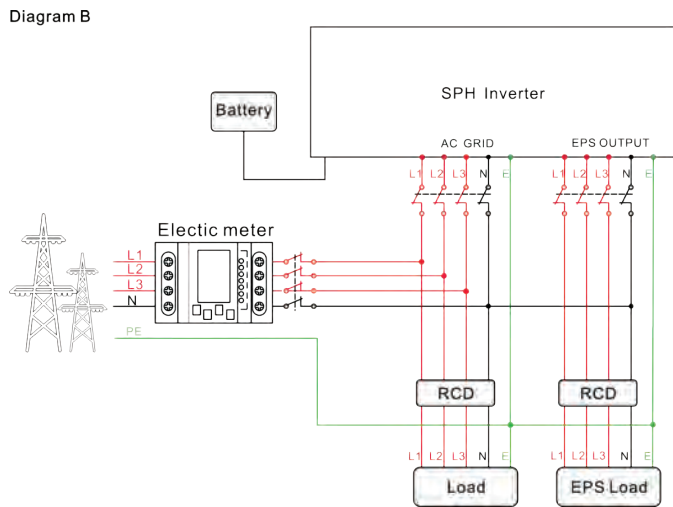 Diagram B
SPH Inverter
Battery
AC GRID
EPS OUTPUT
L1 L2 L3 N E
L1 L2 L3 N E
Electic meter
L1
L2
L3
N
PE
RCD
RCD
L1 L2 L3 N E
L1 L2 L3 N E
Load
EPS Load